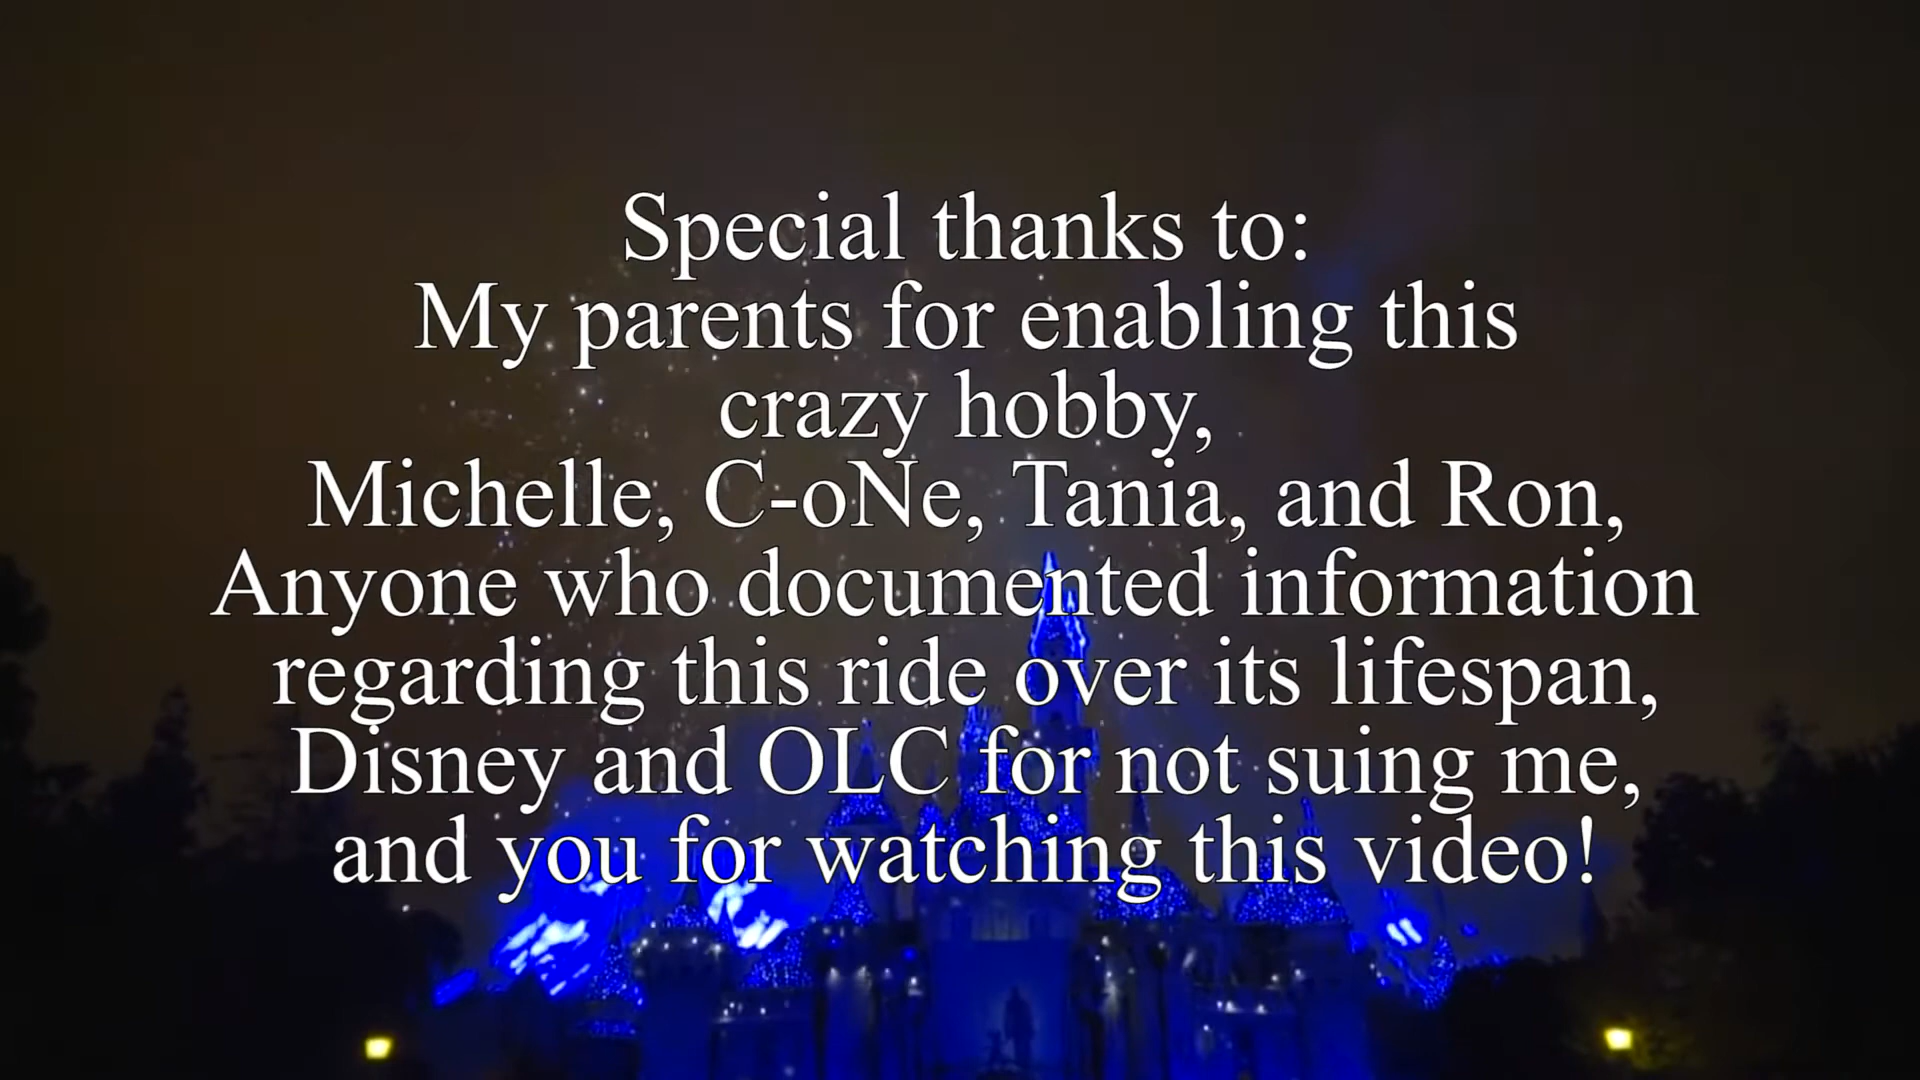 Special thanks to:
My parents for enabling this
crazy hobby,
Michelle, C-oNe, Tania, and Ron,
Anyone who documented information
regarding this ride over its lifespan,
Disney and OLC for not suing me,
and you for watching this video!